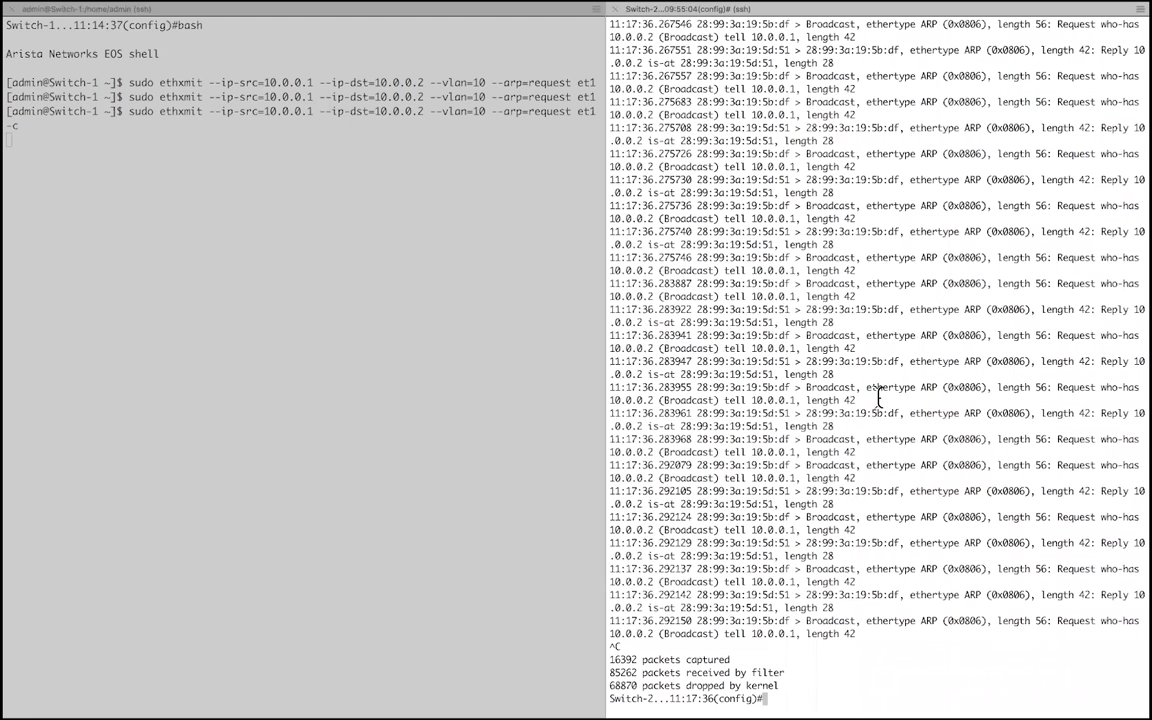 admin@Switch-1:/home/admin (ssh)
Switch-1...11:14:37(config)#bash
Arista Networks EOS shell
[admin@Switch-1 ~]$ sudo ethxmit --ip-src=10.0.0.1 --ip-dst=10.0.0.2 --vlan=10 --arp=request et1
[admin@Switch-1 ~]$ sudo ethxmit --ip-src=10.0.0.1 --ip-dst=10.0.0.2 --vlan=10 --arp=request et1
[admin@Switch-1 ~]$ sudo ethxmit --ip-src=10.0.0.1 --ip-dst=10.0.0.2 --vlan=10 --arp=request et1
-c
Switch-2...09:55:04(config)# (ssh)
11:17:36.267546 28:99:3a:19:5b:df > Broadcast, ethertype ARP (0x0806), length 56: Request who-has
10.0.0.2 (Broadcast) tell 10.0.0.1, length 42
11:17:36.267551 28:99:3a:19:5d:51 > 28:99:3a:19:5b:df, ethertype ARP (0x0806), length 42: Reply 10
.0.0.2 is-at 28:99:3a:19:5d:51, length 28
11:17:36.267557 28:99:3a:19:5b:df > Broadcast, ethertype ARP (0x0806), length 56: Request who-has
10.0.0.2 (Broadcast) tell 10.0.0.1, length 42
11:17:36.275683 28:99:3a:19:5b:df > Broadcast, ethertype ARP (0x0806), length 56: Request who-has
10.0.0.2 (Broadcast) tell 10.0.0.1, length 42
11:17:36.275708 28:99:3a:19:5d:51 > 28:99:3a:19:5b:df, ethertype ARP (0x0806), length 42: Reply 10
.0.0.2 is-at 28:99:3a:19:5d:51, length 28
11:17:36.275726 28:99:3a:19:5b:df > Broadcast, ethertype ARP (0x0806), length 56: Request who-has
10.0.0.2 (Broadcast) tell 10.0.0.1, length 42
11:17:36.275730 28:99:3a:19:5d:51 > 28:99:3a:19:5b:df, ethertype ARP (0x0806), length 42: Reply 10
.0.0.2 is-at 28:99:3a:19:5d:51, length 28
11:17:36.275736 28:99:3a:19:5b:df > Broadcast, ethertype ARP (0x0806), length 56: Request who-has
10.0.0.2 (Broadcast) tell 10.0.0.1, length 42
11:17:36.275740 28:99:3a:19:5d:51 > 28:99:3a:19:5b:df, ethertype ARP (0x0806), length 42: Reply 10
.0.0.2 is-at 28:99:3a:19:5d:51, length 28
11:17:36.275746 28:99:3a:19:5b:df > Broadcast, ethertype ARP (0x0806), length 56: Request who-has
10.0.0.2 (Broadcast) tell 10.0.0.1, length 42
11:17:36.283887 28:99:3a:19:5b:df > Broadcast, ethertype ARP (0x0806), length 56: Request who-has
10.0.0.2 (Broadcast) tell 10.0.0.1, length 42
11:17:36.283922 28:99:3a:19:5d:51 > 28:99:3a:19:5b:df, ethertype ARP (0x0806), length 42: Reply 10
.0.0.2 is-at 28:99:3a:19:5d:51, length 28
11:17:36.283941 28:99:3a:19:5b:df > Broadcast, ethertype ARP (0x0806), length 56: Request who-has
10.0.0.2 (Broadcast) tell 10.0.0.1, length 42
11:17:36.283947 28:99:3a:19:5d:51 > 28:99:3a:19:5b:df, ethertype ARP (0x0806), length 42: Reply 10
.0.0.2 is-at 28:99:3a:19:5d:51, length 28
11:17:36.283955 28:99:3a:19:5b:df > Broadcast, ethertype ARP (0x0806), length 56: Request who-has
10.0.0.2 (Broadcast) tell 10.0.0.1, length 42
11:17:36.283961 28:99:3a:19:5d:51 > 28:99:3a:19:5b:df, ethertype ARP (0x0806), length 42: Reply 10
.0.0.2 is-at 28:99:3a:19:5d:51, length 28
11:17:36.283968 28:99:3a:19:5b:df > Broadcast, ethertype ARP (0x0806), length 56: Request who-has
10.0.0.2 (Broadcast) tell 10.0.0.1, length 42
11:17:36.292079 28:99:3a:19:5b:df > Broadcast, ethertype ARP (0x0806), length 56: Request who-has
10.0.0.2 (Broadcast) tell 10.0.0.1, length 42
11:17:36.292105 28:99:3a:19:5d:51 > 28:99:3a:19:5b:df, ethertype ARP (0x0806), length 42: Reply 10
.0.0.2 is-at 28:99:3a:19:5d:51, length 28
11:17:36.292124 28:99:3a:19:5b:df > Broadcast, ethertype ARP (0x0806), length 56: Request who-has
10.0.0.2 (Broadcast) tell 10.0.0.1, length 42
11:17:36.292129 28:99:3a:19:5d:51 > 28:99:3a:19:5b:df, ethertype ARP (0x0806), length 42: Reply 10
.0.0.2 is-at 28:99:3a:19:5d:51, length 28
11:17:36.292137 28:99:3a:19:5b:df > Broadcast, ethertype ARP (0x0806), length 56: Request who-has
10.0.0.2 (Broadcast) tell 10.0.0.1, length 42
11:17:36.292142 28:99:3a:19:5d:51 > 28:99:3a:19:5b:df, ethertype ARP (0x0806), length 42: Reply 10
.0.0.2 is-at 28:99:3a:19:5d:51, length 28
11:17:36.292150 28:99:3a:19:5b:df > Broadcast, ethertype ARP (0x0806), length 56: Request who-has
10.0.0.2 (Broadcast) tell 10.0.0.1, length 42
^C
16392 packets captured
85262 packets received by filter
68870 packets dropped by kernel
Switch-2...11:17:36(config)#